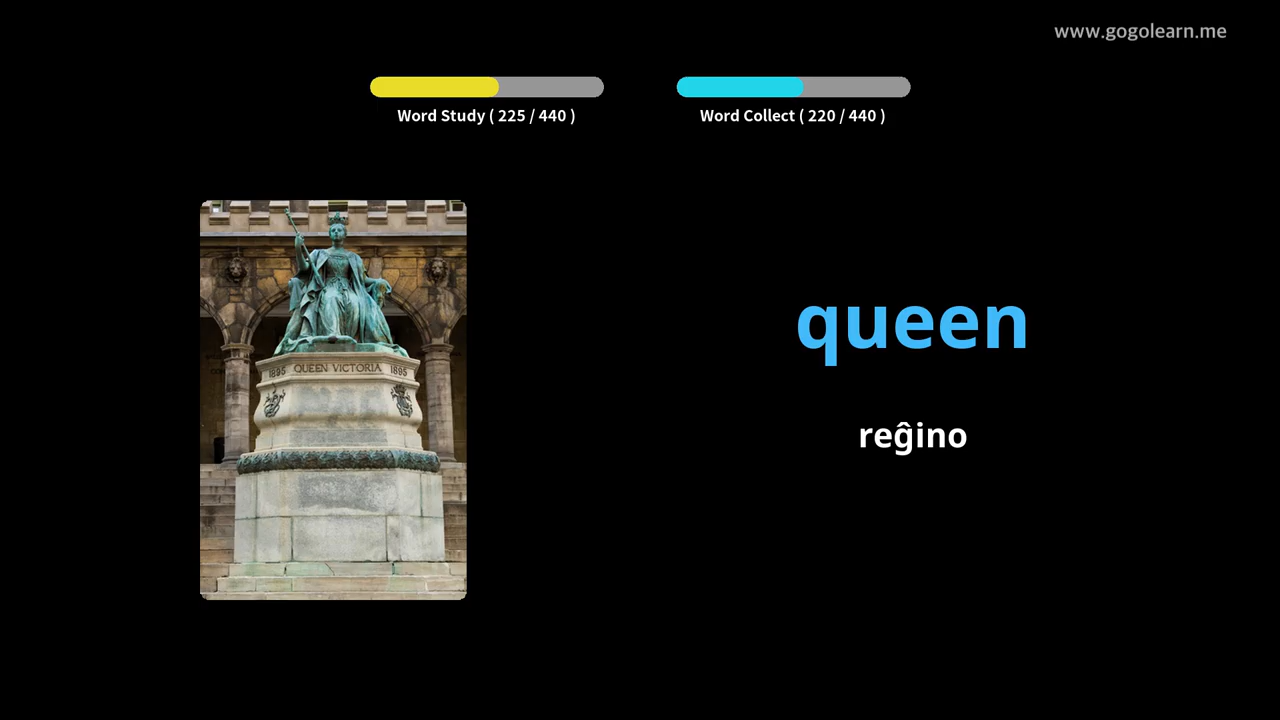 www.gogolearn.me
Word Study ( 225 / 440 )
Word Collect ( 220 / 440 )
1895 QUEEN VICTORIA 1895
queen
reĝino